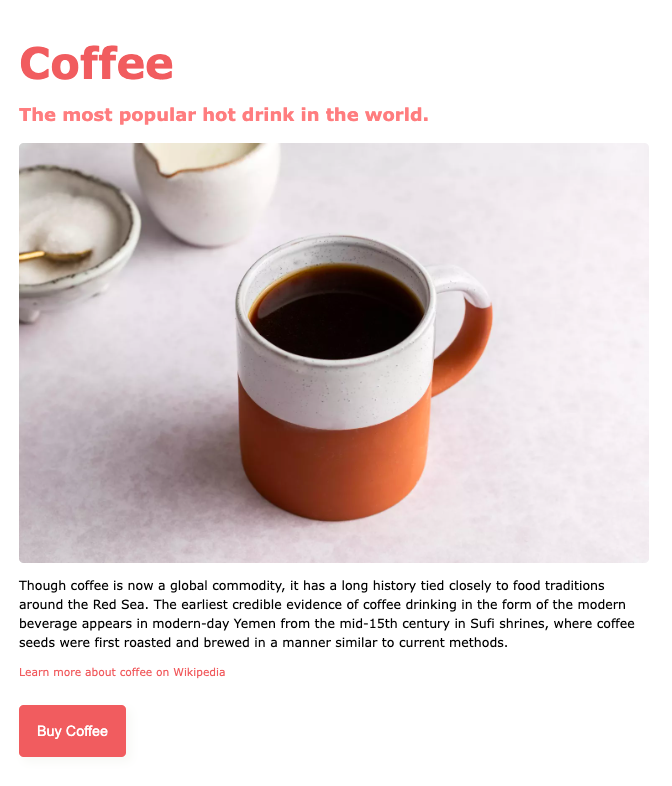 Coffee
The most popular hot drink in the world.
Though coffee is now a global commodity, it has a long history tied closely to food traditions
around the Red Sea. The earliest credible evidence of coffee drinking in the form of the modern
beverage appears in modern-day Yemen from the mid-15th century in Sufi shrines, where coffee
seeds were first roasted and brewed in a manner similar to current methods.
Learn more about coffee on Wikipedia
Buy Coffee